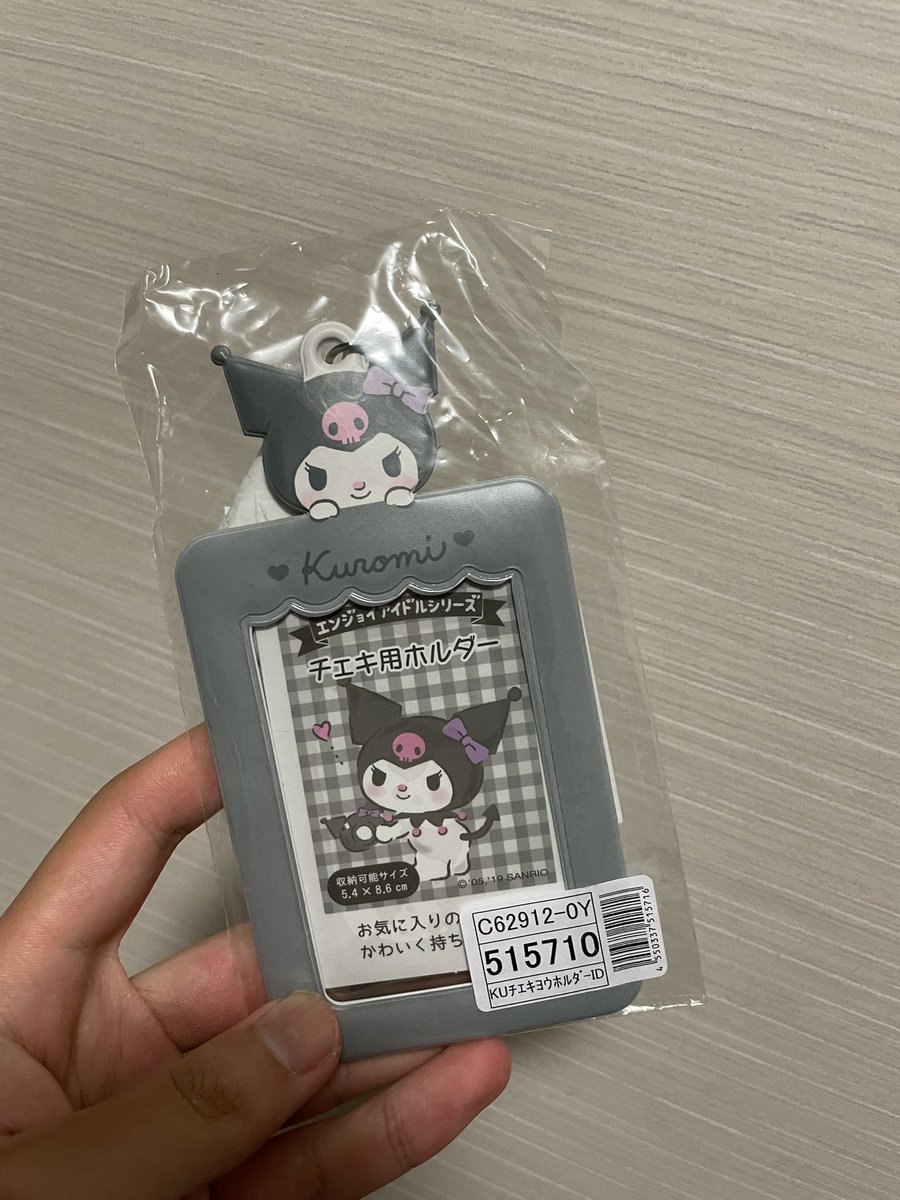 Kuromi
エンジョイアイドルシリーズ
チェキ用ホルダー
収納可能サイズ
5.4×8.6cm
©'05,'19 SANRIO
お気に入りの
かわいく持ち
C62912-0Y
515710
KUチェキヨウホルダーID
4550337515716